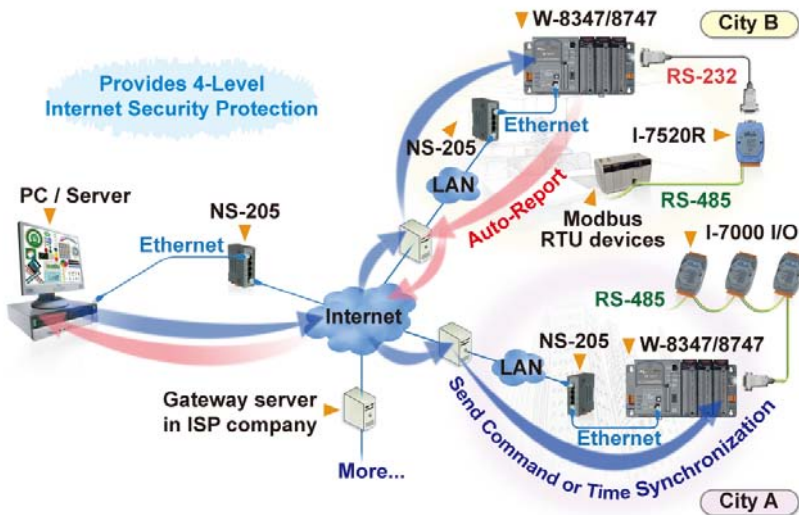 W-8347/8747
City B
Provides 4-Level
Internet Security Protection
RS-232
NS-205
Ethernet
I-7520R
LAN
RS-485
Modbus
RTU devices
Auto-Report
PC / Server
NS-205
Ethernet
I-7000 I/O
RS-485
Internet
NS-205
W-8347/8747
LAN
Gateway server
in ISP company
Ethernet
Send Command or Time Synchronization
More...
City A